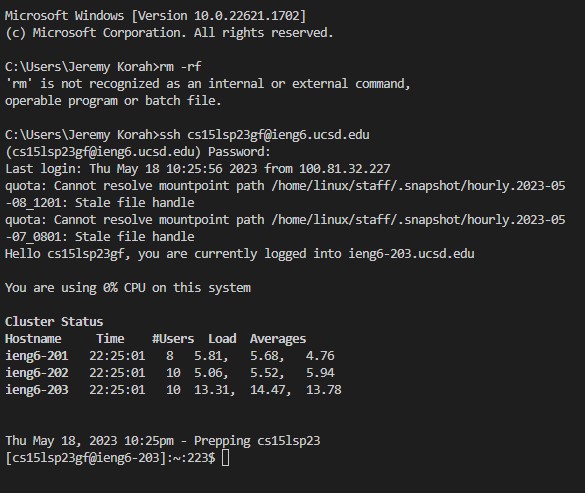 Microsoft Windows [Version 10.0.22621.1702]
(c) Microsoft Corporation. All rights reserved.
C:\Users\Jeremy Korah>rm -rf
'rm' is not recognized as an internal or external command,
operable program or batch file.
C:\Users\Jeremy Korah>ssh cs15lsp23gf@ieng6.ucsd.edu
(cs15lsp23gf@ieng6.ucsd.edu) Password:
Last login: Thu May 18 10:25:56 2023 from 100.81.32.227
quota: Cannot resolve mountpoint path /home/linux/staff/.snapshot/hourly.2023-05
-08_1201: Stale file handle
quota: Cannot resolve mountpoint path /home/linux/staff/.snapshot/hourly.2023-05
-07_0801: Stale file handle
Hello cs15lsp23gf, you are currently logged into ieng6-203.ucsd.edu
You are using 0% CPU on this system
Cluster Status
Hostname     Time    #Users  Load  Averages
ieng6-201   22:25:01   8   5.81,   5.68,   4.76
ieng6-202   22:25:01   10  5.06,   5.52,   5.94
ieng6-203   22:25:01   10  13.31,  14.47,  13.78
Thu May 18, 2023 10:25pm - Prepping cs15lsp23
[cs15lsp23gf@ieng6-203]:~:223$